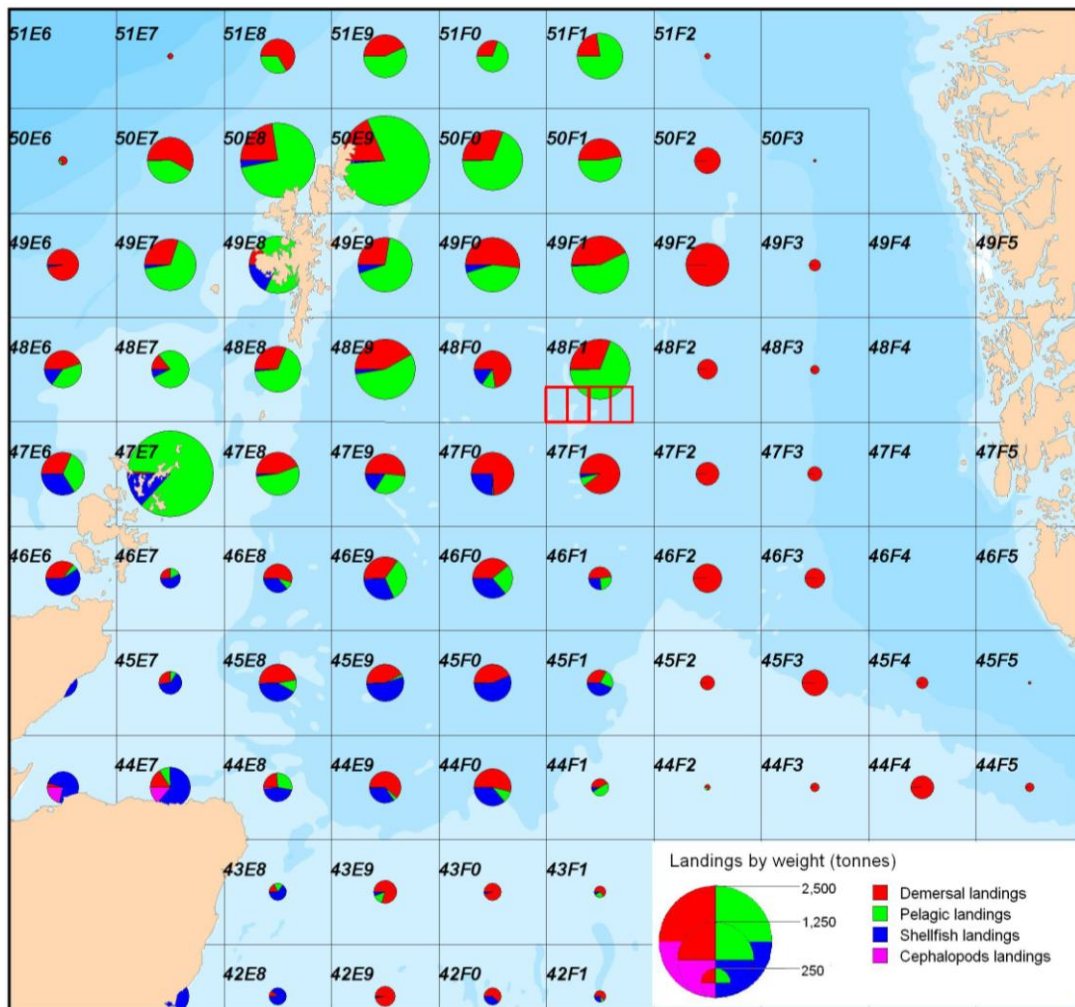 51E6 51E7 51E8 51E9 51F0 51F1 51F2
50E6 50E7 50E8 50E9 50F0 50F1 50F2 50F3
49E6 49E7 49E8 49E9 49F0 49F1 49F2 49F3 49F4 49F5
48E6 48E7 48E8 48E9 48F0 48F1 48F2 48F3 48F4
47E6 47E7 47E8 47E9 47F0 47F1 47F2 47F3 47F4 47F5
46E6 46E7 46E8 46E9 46F0 46F1 46F2 46F3 46F4 46F5
45E7 45E8 45E9 45F0 45F1 45F2 45F3 45F4 45F5
44E7 44E8 44E9 44F0 44F1 44F2 44F3 44F4 44F5
43E8 43E9 43F0 43F1
Landings by weight (tonnes)
2,500
Demersal landings
Pelagic landings
1,250
Shellfish landings
Cephalopods landings
250
42E8 42E9 42F0 42F1